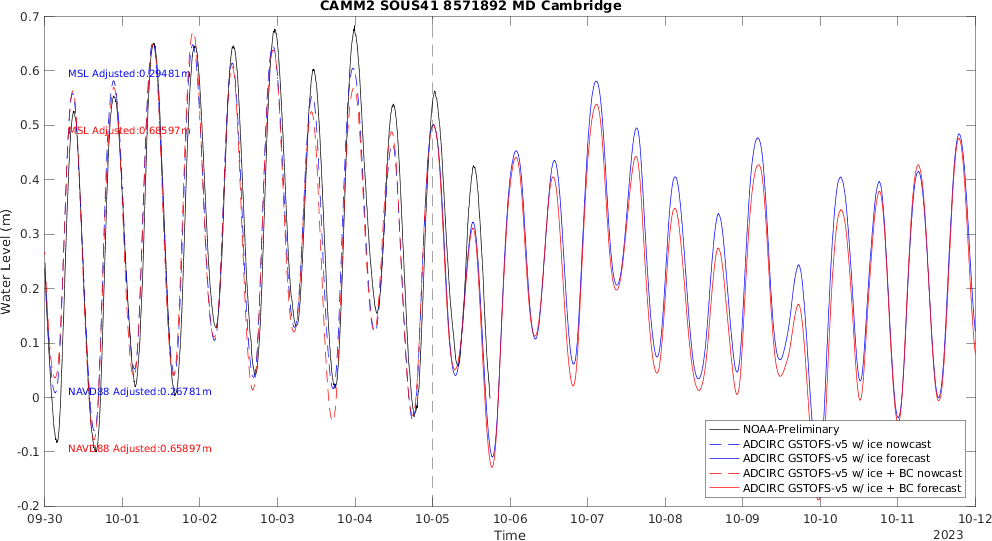 CAMM2 SOUS41 8571892 MD Cambridge
0.7
0.6
0.5
0.4
0.3
0.2
0.1
0
-0.1
-0.2
Water Level (m)
MSL Adjusted:0.29481m
MSL Adjusted:0.68597m
NAVD88 Adjusted:0.26781m
NAVD88 Adjusted:0.65897m
NOAA-Preliminary
ADCIRC GSTOFS-v5 w/ ice nowcast
ADCIRC GSTOFS-v5 w/ ice forecast
ADCIRC GSTOFS-v5 w/ ice + BC nowcast
ADCIRC GSTOFS-v5 w/ ice + BC forecast
09-30 10-01 10-02 10-03 10-04 10-05 10-06 10-07 10-08 10-09 10-10 10-11 10-12
Time
2023